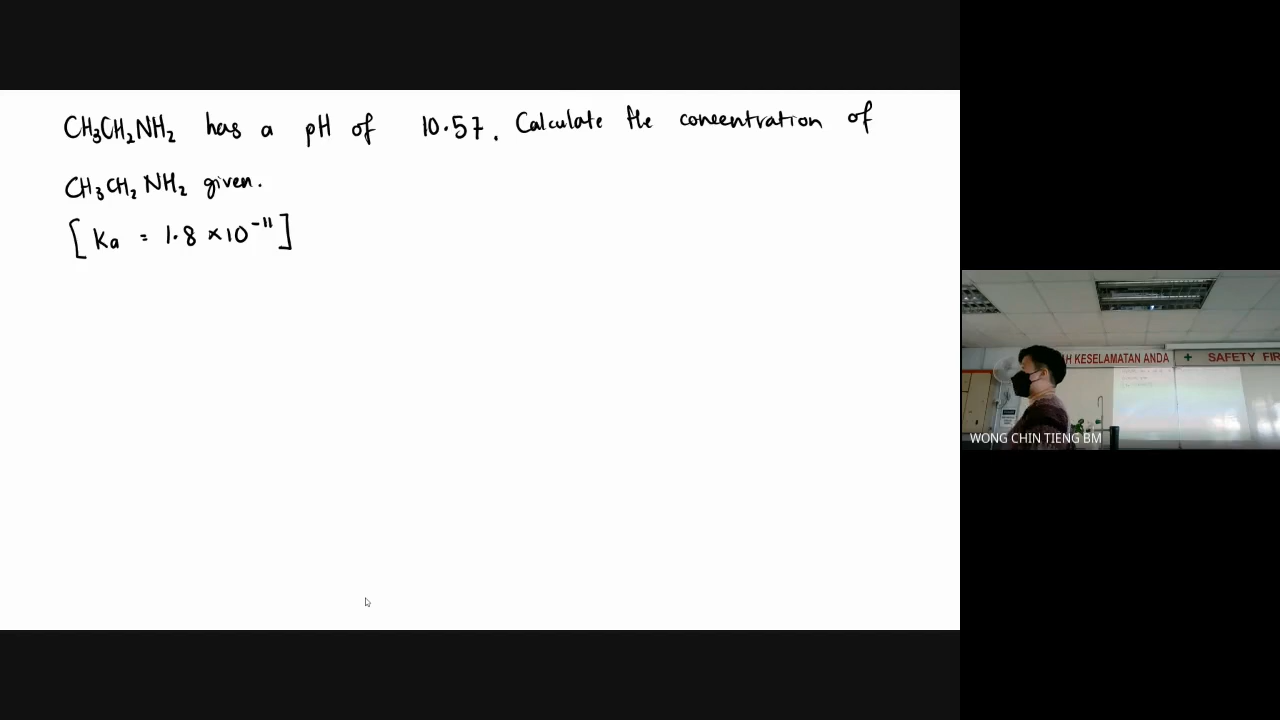 CH₃CH₂NH₂ has a pH of 10.57. Calculate the concentration of
CH₃CH₂NH₂ given.
[Ka = 1.8 × 10⁻¹¹]
AH KESELAMATAN ANDA
+ SAFETY FIR
WONG CHIN TIENG BM